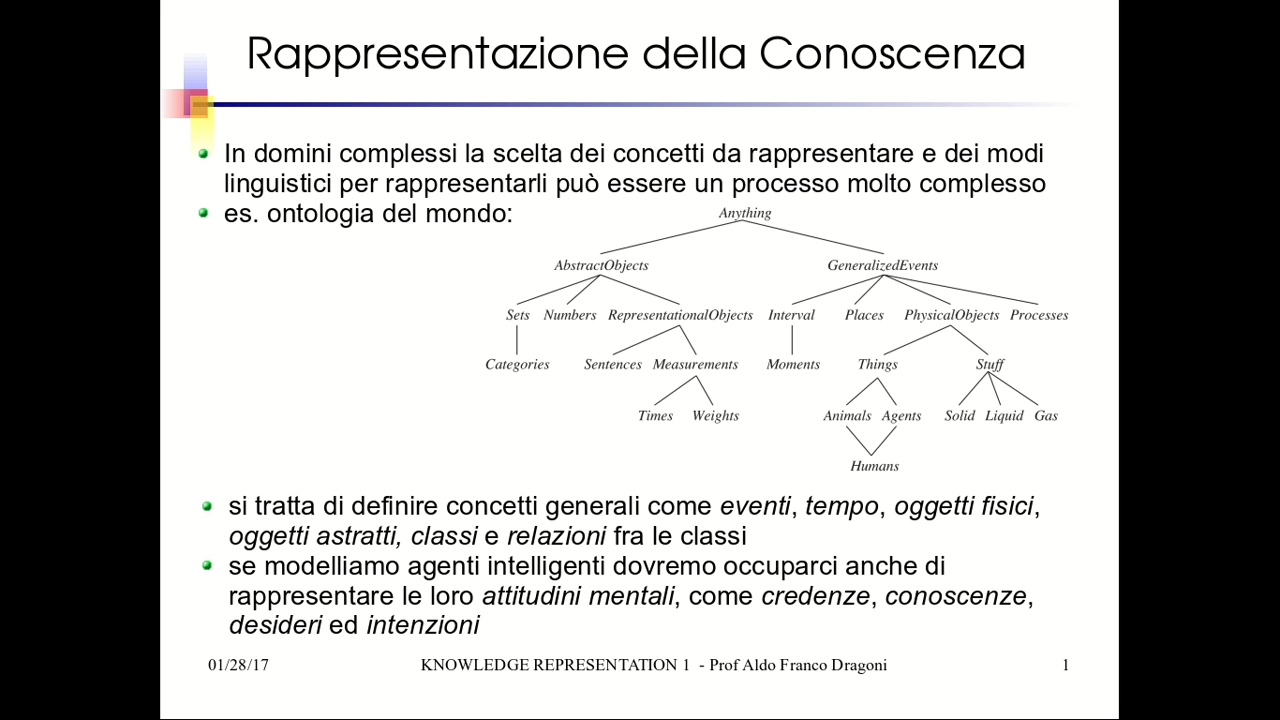 Rappresentazione della Conoscenza
In domini complessi la scelta dei concetti da rappresentare e dei modi
linguistici per rappresentarli può essere un processo molto complesso
es. ontologia del mondo:
Anything
AbstractObjects GeneralizedEvents
Sets Numbers RepresentationalObjects Interval Places PhysicalObjects Processes
Categories Sentences Measurements Moments Things Stuff
Times Weights Animals Agents Solid Liquid Gas
Humans
si tratta di definire concetti generali come eventi, tempo, oggetti fisici,
oggetti astratti, classi e relazioni fra le classi
se modelliamo agenti intelligenti dovremo occuparci anche di
rappresentare le loro attitudini mentali, come credenze, conoscenze,
desideri ed intenzioni
01/28/17 KNOWLEDGE REPRESENTATION 1 - Prof Aldo Franco Dragoni 1